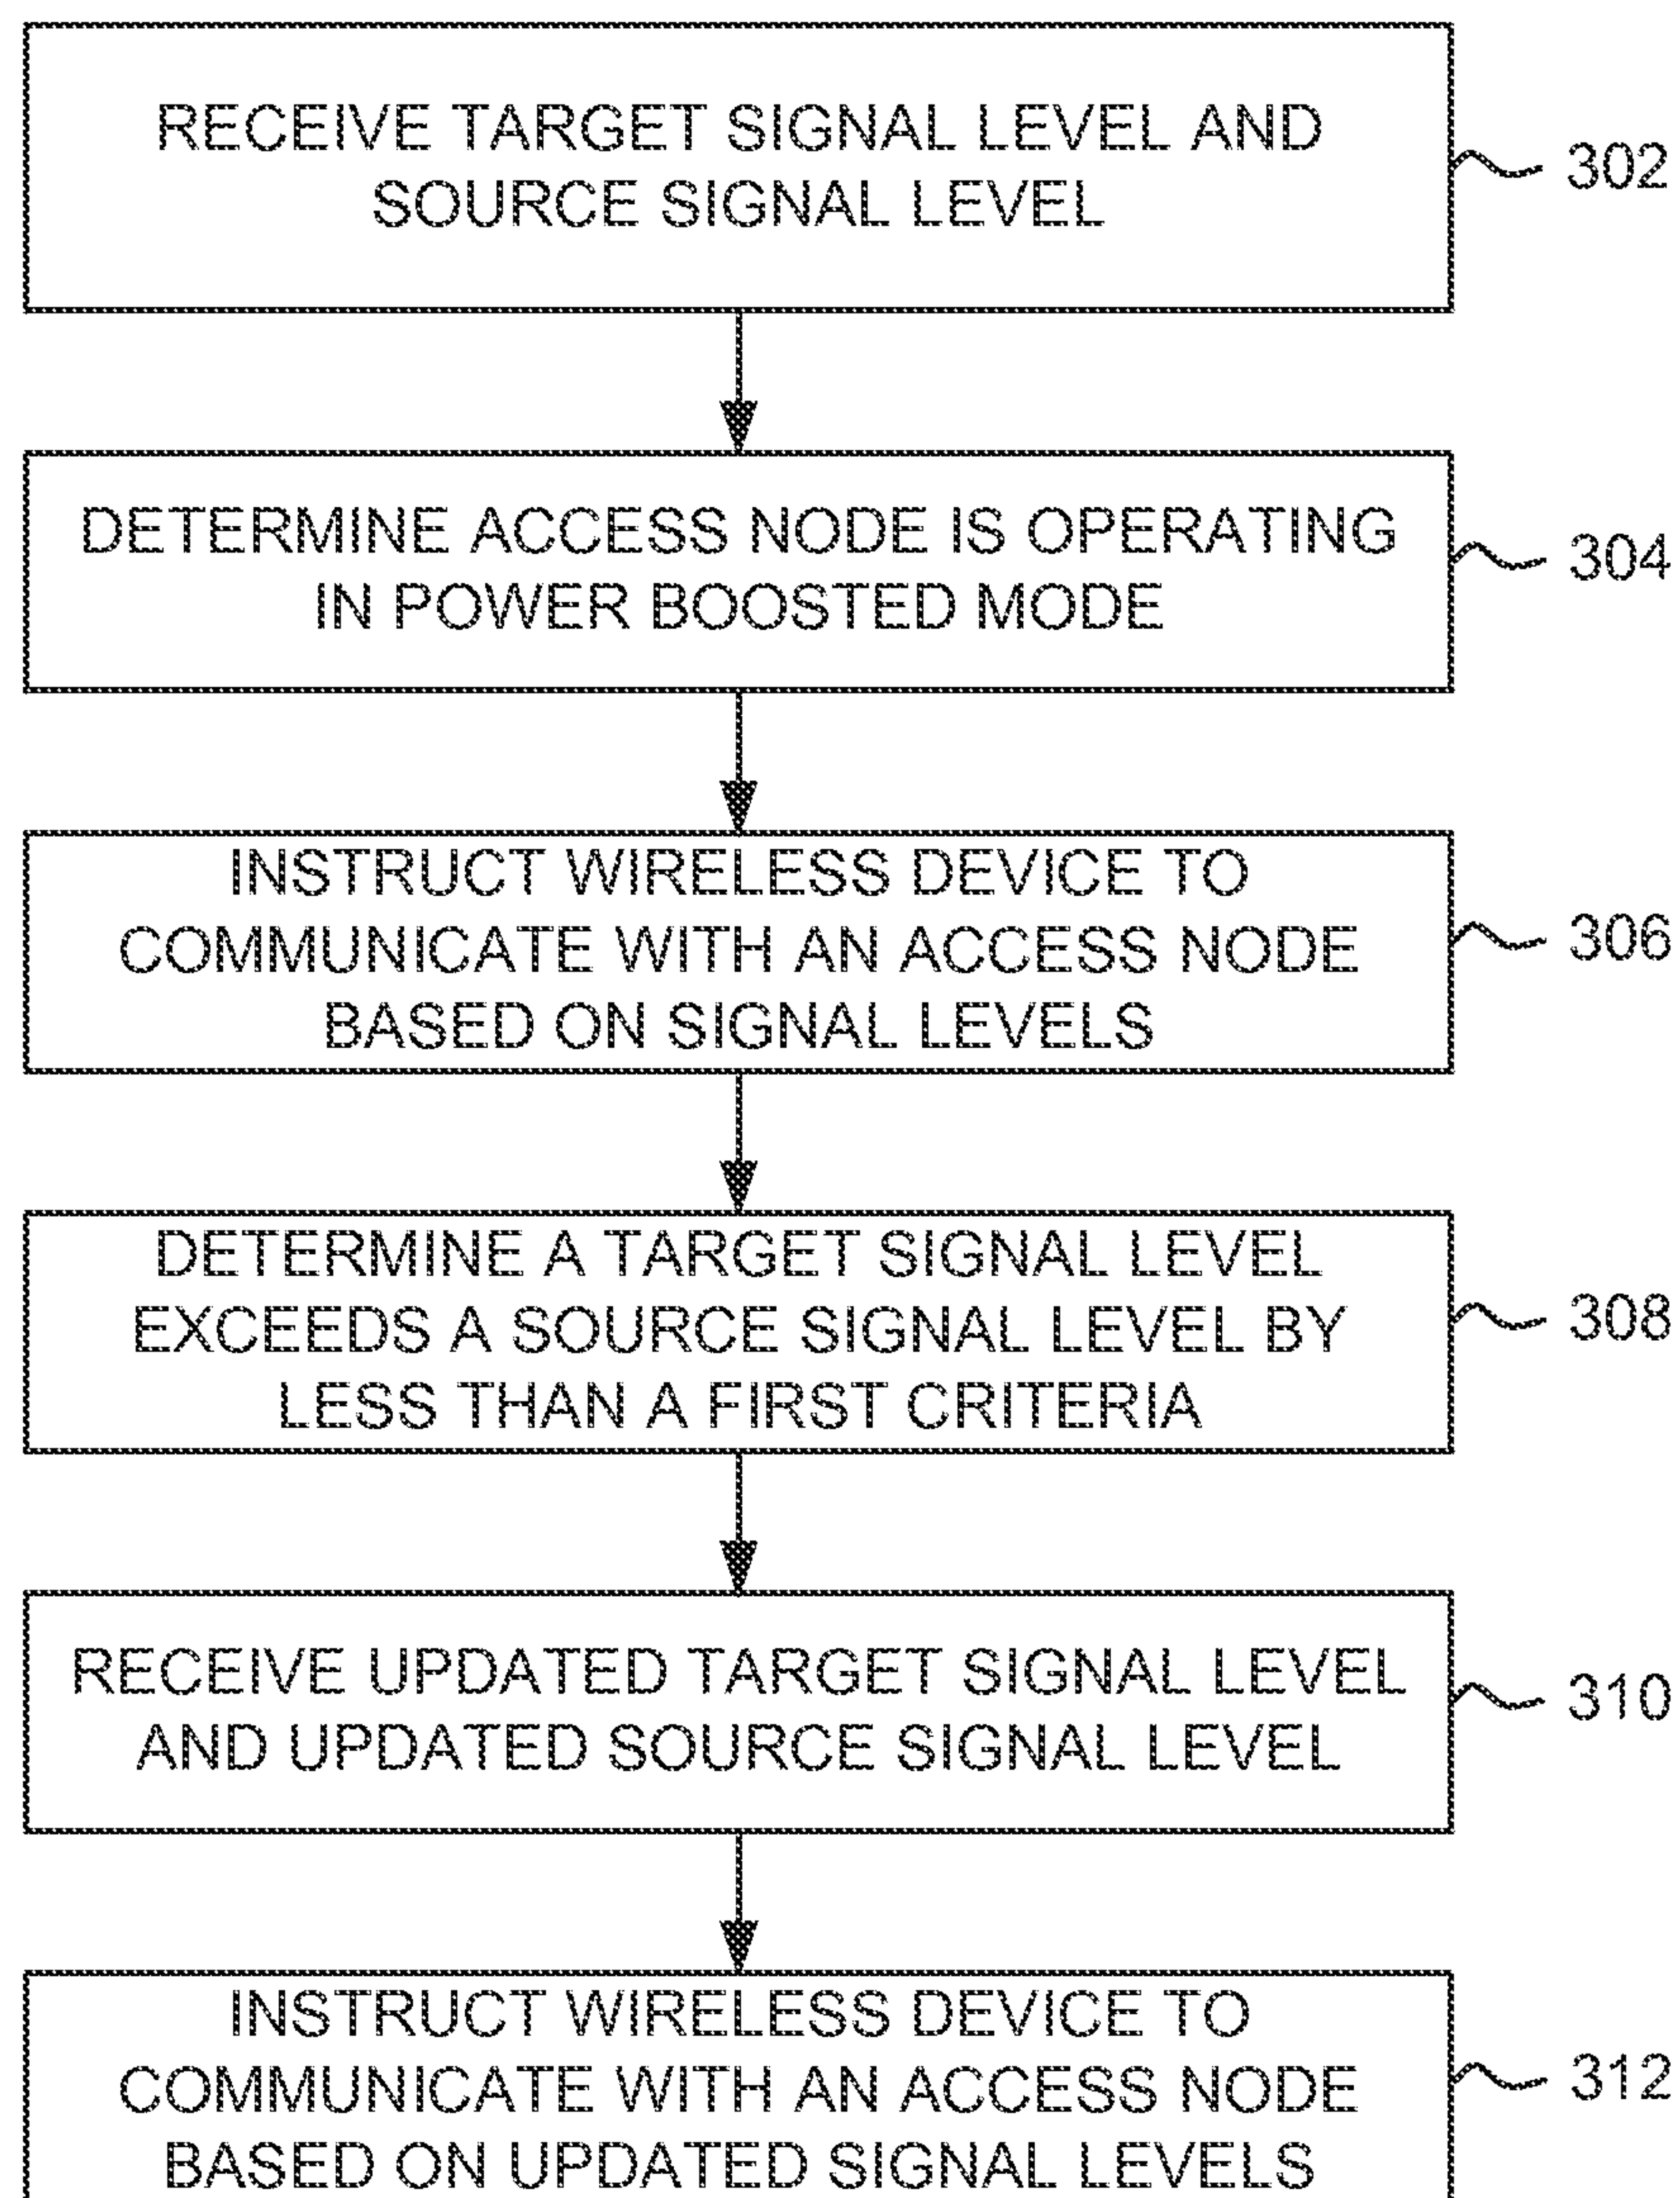 RECEIVE TARGET SIGNAL LEVEL AND
SOURCE SIGNAL LEVEL
302
DETERMINE ACCESS NODE IS OPERATING
IN POWER BOOSTED MODE
304
INSTRUCT WIRELESS DEVICE TO
COMMUNICATE WITH AN ACCESS NODE
BASED ON SIGNAL LEVELS
306
DETERMINE A TARGET SIGNAL LEVEL
EXCEEDS A SOURCE SIGNAL LEVEL BY
LESS THAN A FIRST CRITERIA
308
RECEIVE UPDATED TARGET SIGNAL LEVEL
AND UPDATED SOURCE SIGNAL LEVEL
310
INSTRUCT WIRELESS DEVICE TO
COMMUNICATE WITH AN ACCESS NODE
BASED ON UPDATED SIGNAL LEVELS
312